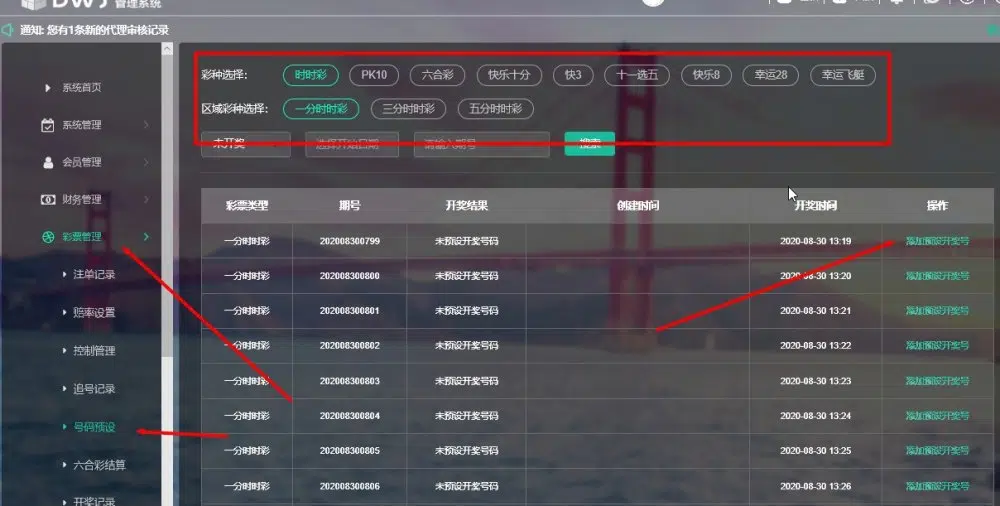 DWJ 管理系统
通知: 您有1条新的代理审核记录
系统首页
系统管理
会员管理
财务管理
彩票管理
注单记录
赔率设置
控制管理
追号记录
号码预设
六合彩结算
开奖记录
彩种选择: 时时彩 PK10 六合彩 快乐十分 快3 十一选五 快乐8 幸运28 幸运飞艇
区域彩种选择: 一分时时彩 三分时时彩 五分时时彩
未开奖 选择开始日期 请输入期号 搜索
彩票类型 期号 开奖结果 创建时间 开奖时间 操作
一分时时彩 202008300799 未预设开奖号码 2020-08-30 13:19 添加预设开奖号
一分时时彩 202008300800 未预设开奖号码 2020-08-30 13:20 添加预设开奖号
一分时时彩 202008300801 未预设开奖号码 2020-08-30 13:21 添加预设开奖号
一分时时彩 202008300802 未预设开奖号码 2020-08-30 13:22 添加预设开奖号
一分时时彩 202008300803 未预设开奖号码 2020-08-30 13:23 添加预设开奖号
一分时时彩 202008300804 未预设开奖号码 2020-08-30 13:24 添加预设开奖号
一分时时彩 202008300805 未预设开奖号码 2020-08-30 13:25 添加预设开奖号
一分时时彩 202008300806 未预设开奖号码 2020-08-30 13:26 添加预设开奖号